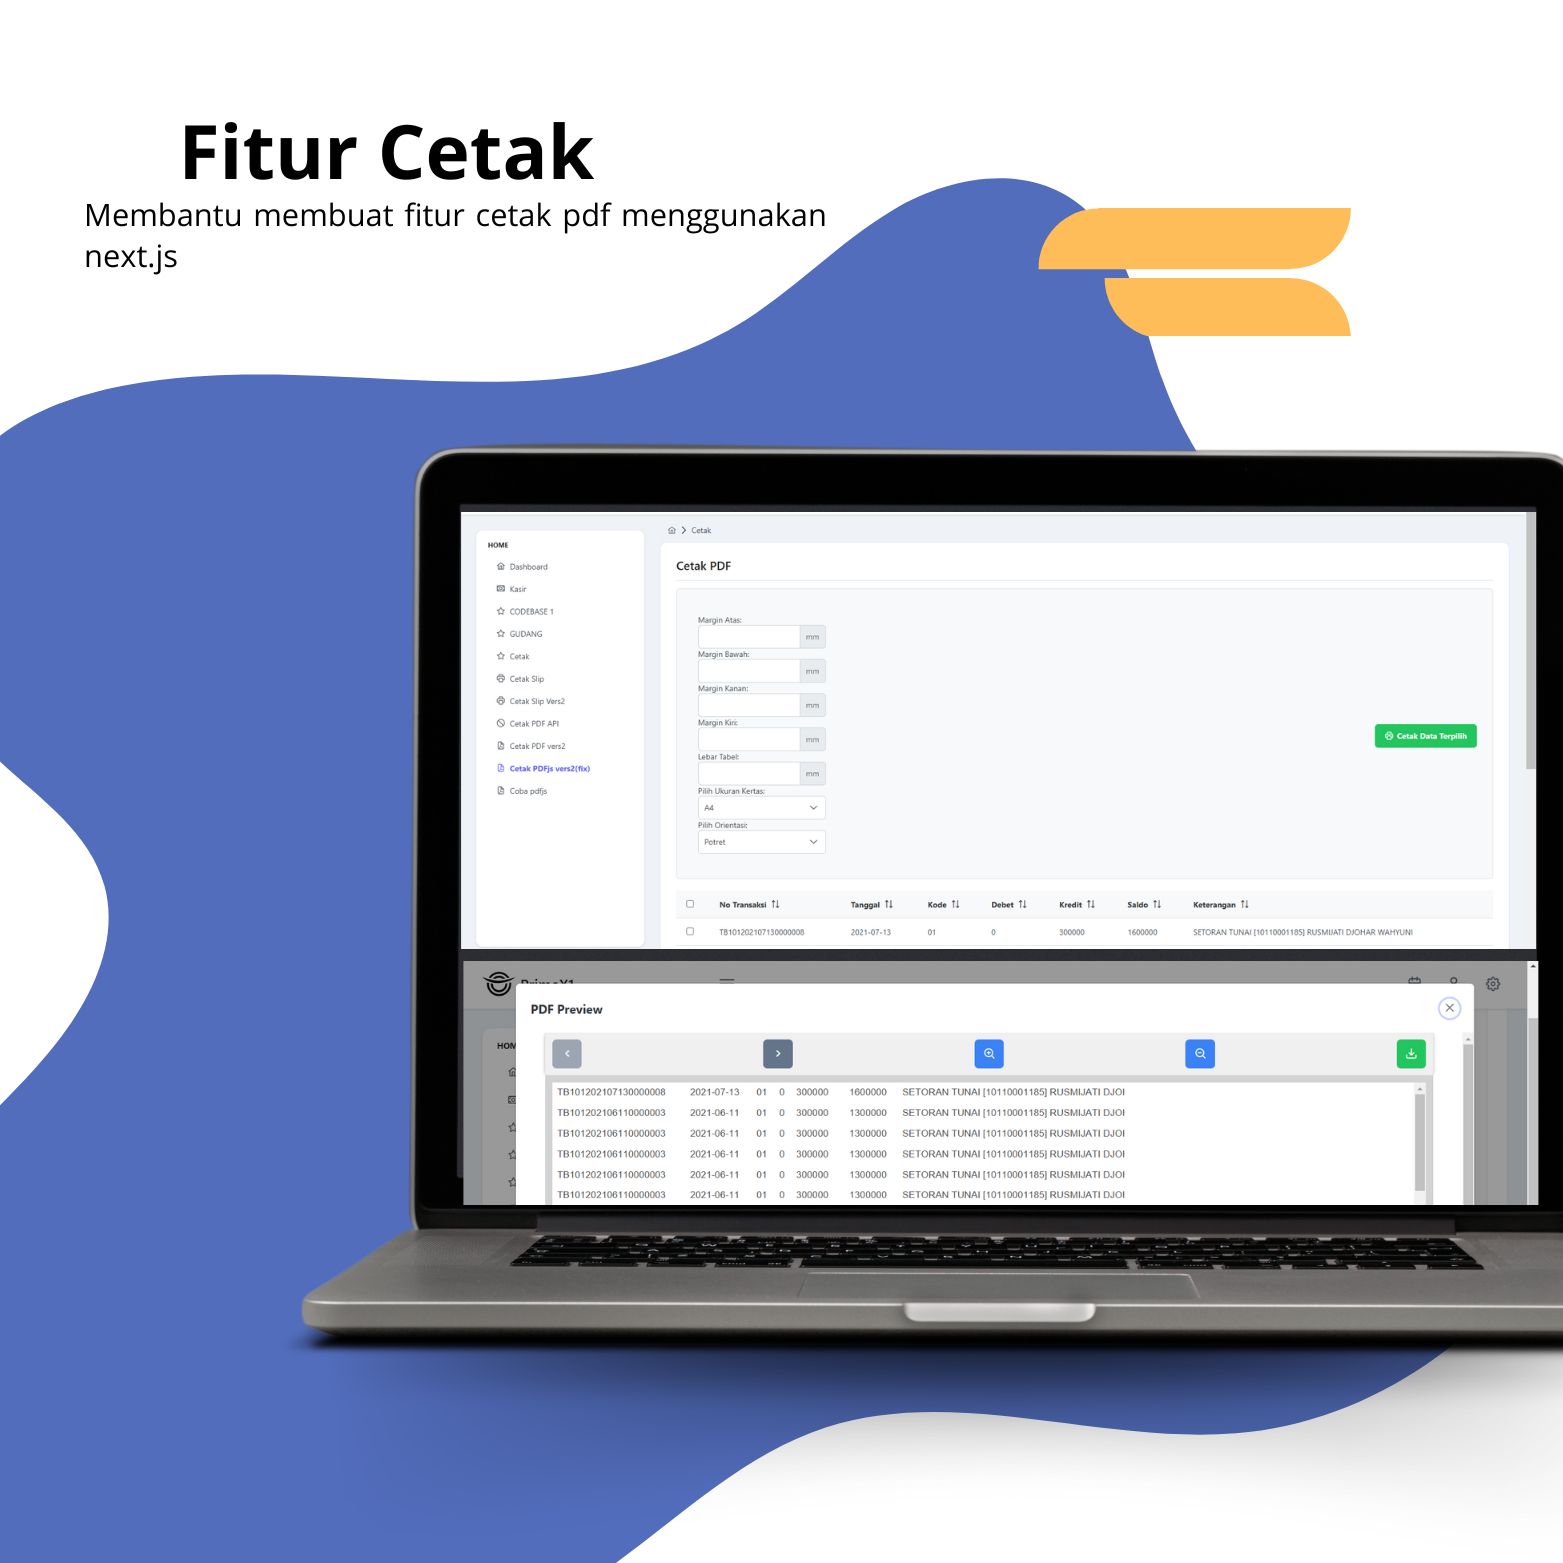 Fitur Cetak
Membantu membuat fitur cetak pdf menggunakan
next.js
Cetak
HOME
Dashboard
Kasir
CODEBASE 1
GUDANG
Cetak
Cetak Slip
Cetak Slip Vers2
Cetak PDF API
Cetak PDF vers2
Cetak PDFjs vers2(fix)
Coba pdfjs
Cetak PDF
Margin Atas:
mm
Margin Bawah:
mm
Margin Kanan:
mm
Margin Kiri:
mm
Lebar Tabel:
mm
Pilih Ukuran Kertas:
A4
Pilih Orientasi:
Potret
Cetak Data Terpilih
No Transaksi Tanggal Kode Debet Kredit Saldo Keterangan
TB101202107130000008 2021-07-13 01 0 300000 1600000 SETORAN TUNAI [10110001185] RUSMIJATI DJOHAR WAHYUNI
PDF Preview
HOM
TB101202107130000008 2021-07-13 01 0 300000 1600000 SETORAN TUNAI [10110001185] RUSMIJATI DJOI
TB101202106110000003 2021-06-11 01 0 300000 1300000 SETORAN TUNAI [10110001185] RUSMIJATI DJOI
TB101202106110000003 2021-06-11 01 0 300000 1300000 SETORAN TUNAI [10110001185] RUSMIJATI DJOI
TB101202106110000003 2021-06-11 01 0 300000 1300000 SETORAN TUNAI [10110001185] RUSMIJATI DJOI
TB101202106110000003 2021-06-11 01 0 300000 1300000 SETORAN TUNAI [10110001185] RUSMIJATI DJOI
TB101202106110000003 2021-06-11 01 0 300000 1300000 SETORAN TUNAI [10110001185] RUSMIJATI DJOI